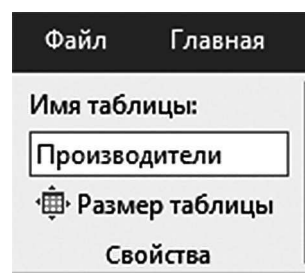 Файл Главная
Имя таблицы:
Производители
Размер таблицы
Свойства